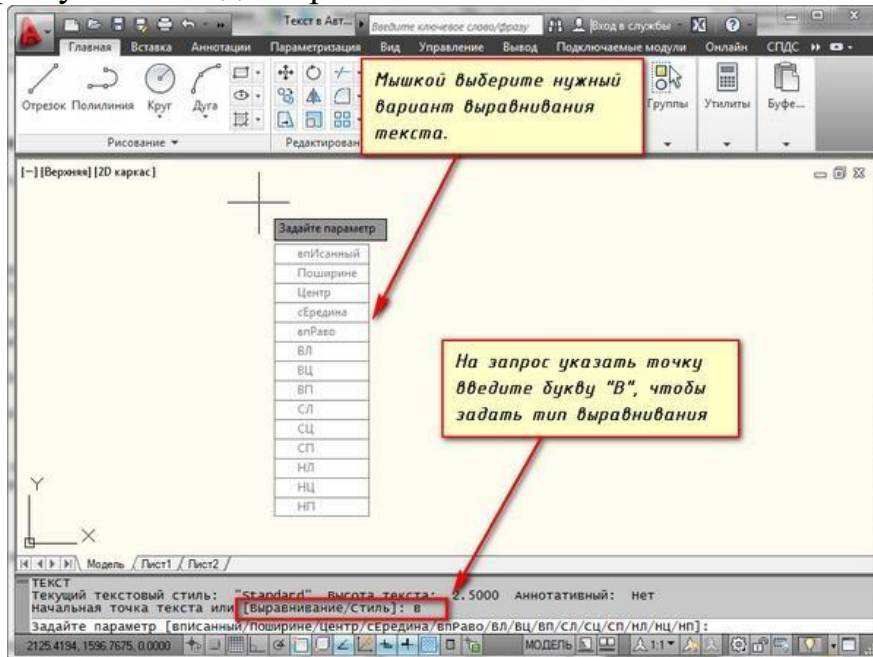 Текст в Авт...
Введите ключевое слово/фразу
Вход в службы
Главная Вставка Аннотации Параметризация Вид Управление Вывод Подключаемые модули Онлайн СПДС
Отрезок Полилиния Круг Дуга
Группы Утилиты Буфе...
Рисование Редактирован
Мышкой выберите нужный
вариант выравнивания
текста.
[−][Верхняя][2D каркас]
Задайте параметр
впИсанный
Поширине
Центр
сЕредина
впРаво
ВЛ
ВЦ
ВП
СЛ
СЦ
СП
НЛ
НЦ
НП
На запрос указать точку
введите букву "В", чтобы
задать тип выравнивания
Y
X
Модель Лист1 Лист2
ТЕКСТ
Текущий текстовый стиль: "Standard" Высота текста: 2.5000 Аннотативный: Нет
Начальная точка текста или [Выравнивание/Стиль]: В
Задайте параметр [впИсанный/Поширине/Центр/сЕредина/впРаво/ВЛ/ВЦ/ВП/СЛ/СЦ/СП/НЛ/НЦ/НП]:
2125.4194, 1596.7675, 0.0000 МОДЕЛЬ 1:1